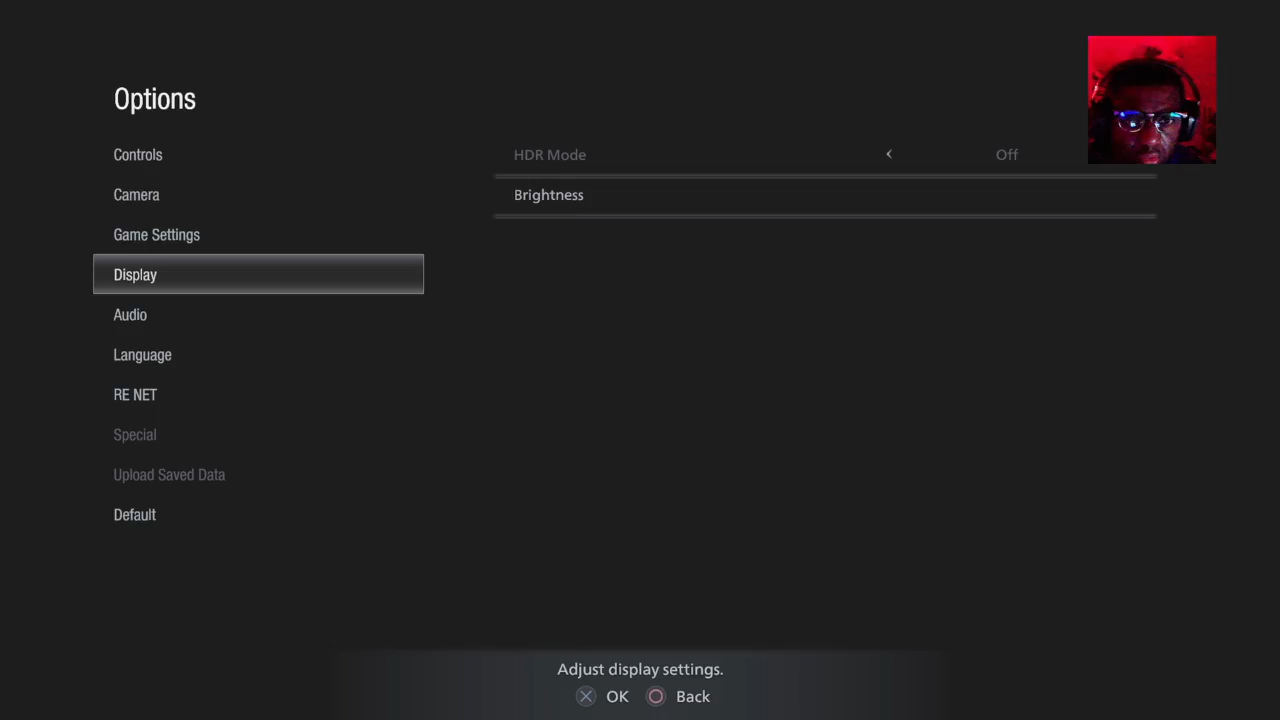 Options
Controls
Camera
Game Settings
Display
Audio
Language
RE NET
Special
Upload Saved Data
Default
HDR Mode Off
Brightness
Adjust display settings.
OK Back